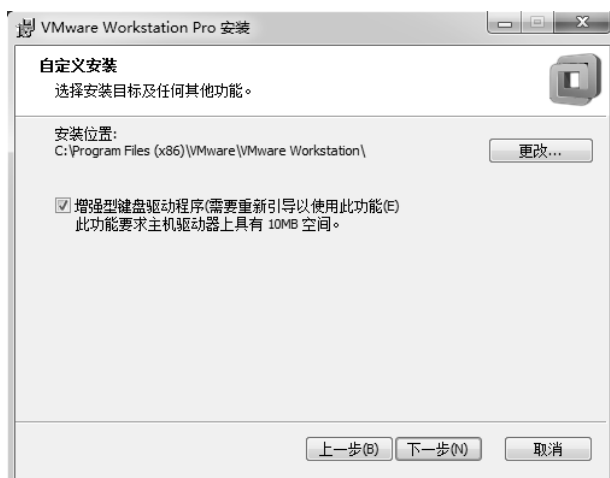 VMware Workstation Pro 安装
自定义安装
选择安装目标及任何其他功能。
安装位置:
C:\Program Files (x86)\VMware\VMware Workstation\
更改...
增强型键盘驱动程序(需要重新引导以使用此功能(E)
此功能要求主机驱动器上具有 10MB 空间。
上一步(B) 下一步(N) 取消